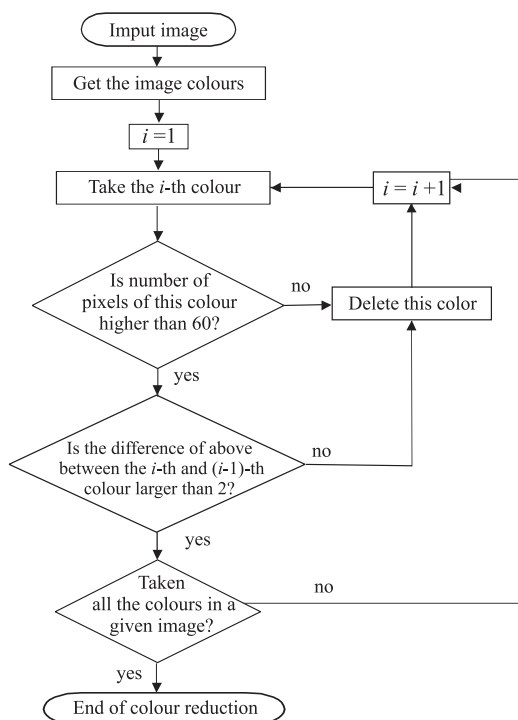 Imput image
Get the image colours
i =1
Take the i-th colour
i = i +1
Is number of
pixels of this colour
higher than 60?
no
Delete this color
yes
Is the difference of above
between the i-th and (i-1)-th
colour larger than 2?
no
yes
Taken
all the colours in a
given image?
no
yes
End of colour reduction